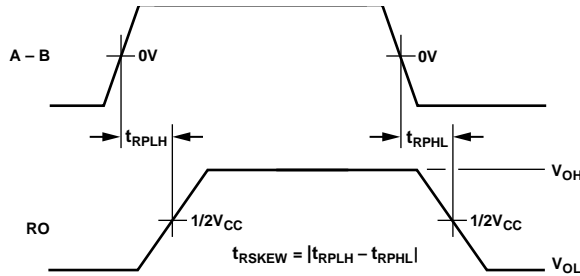 A – B
0V
0V
tRPLH
tRPHL
VOH
RO
1/2VCC
1/2VCC
tRSKEW = |tRPLH – tRPHL|
VOL